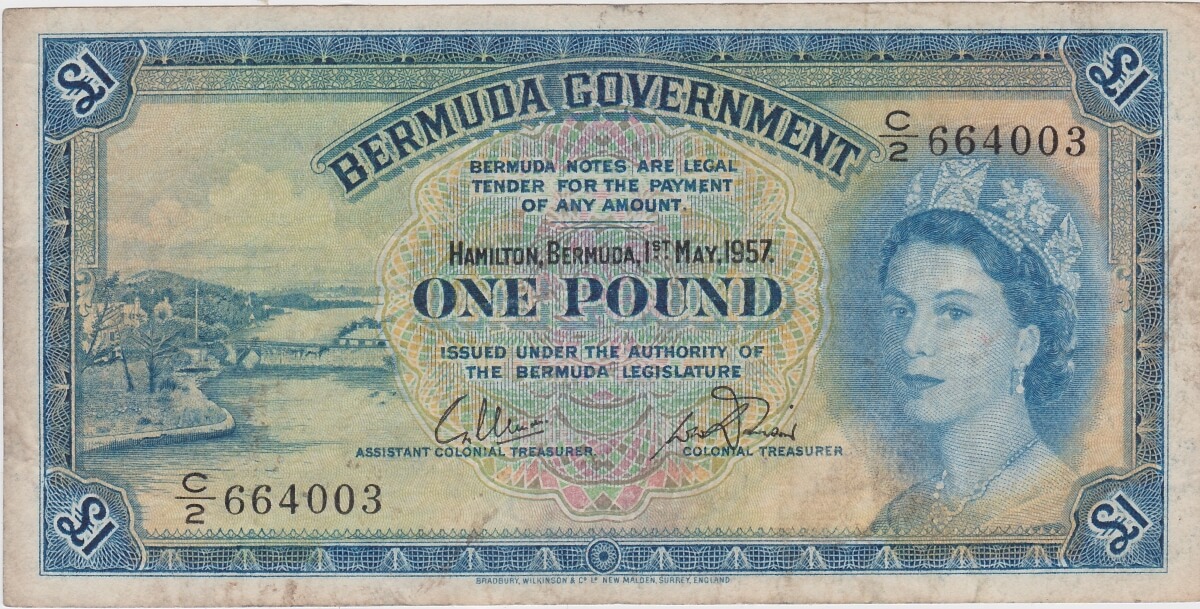 £1
£1
BERMUDA GOVERNMENT
C/2 664003
BERMUDA NOTES ARE LEGAL
TENDER FOR THE PAYMENT
OF ANY AMOUNT.
HAMILTON, BERMUDA, 1ST MAY, 1957.
ONE POUND
ISSUED UNDER THE AUTHORITY OF
THE BERMUDA LEGISLATURE
ASSISTANT COLONIAL TREASURER
COLONIAL TREASURER
C/2 664003
£1
£1
BRADBURY, WILKINSON & Co Ld NEW MALDEN, SURREY, ENGLAND